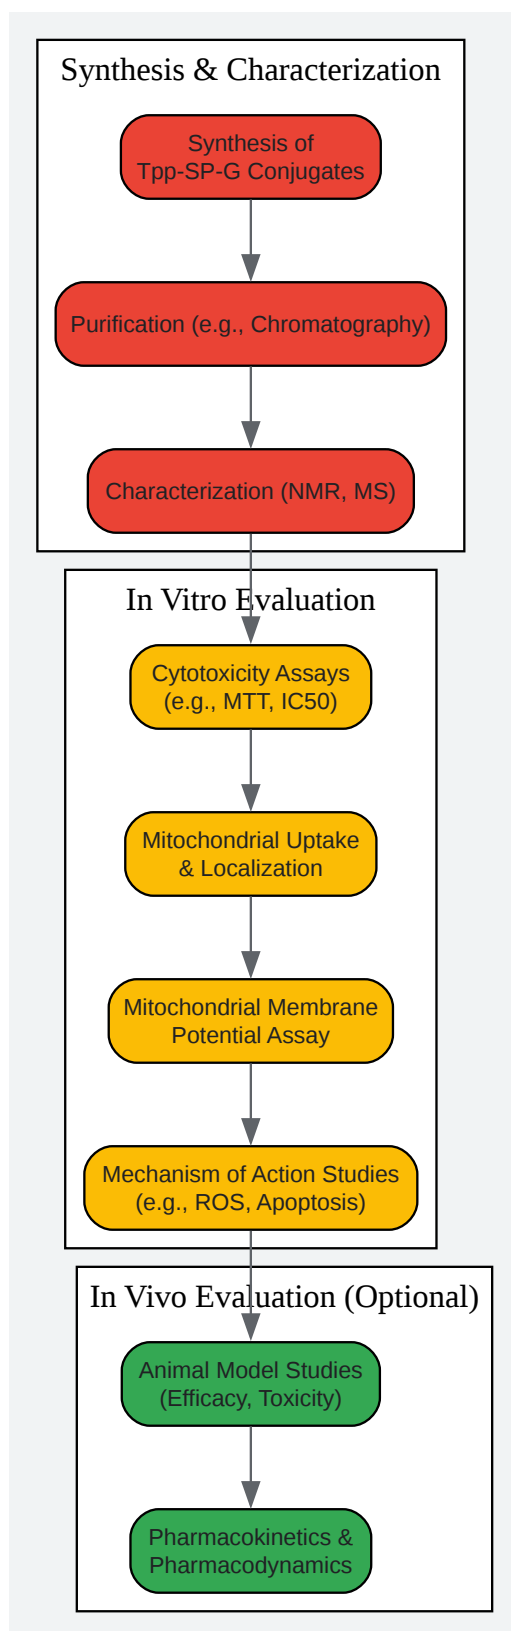 Synthesis & Characterization
Synthesis of
Tpp-SP-G Conjugates
Purification (e.g., Chromatography)
Characterization (NMR, MS)
In Vitro Evaluation
Cytotoxicity Assays
(e.g., MTT, IC50)
Mitochondrial Uptake
& Localization
Mitochondrial Membrane
Potential Assay
Mechanism of Action Studies
(e.g., ROS, Apoptosis)
In Vivo Evaluation (Optional)
Animal Model Studies
(Efficacy, Toxicity)
Pharmacokinetics &
Pharmacodynamics